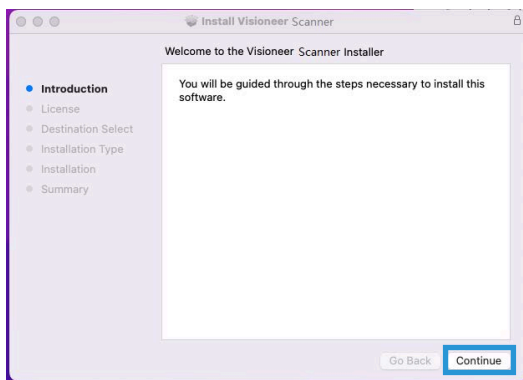 Install Visioneer Scanner
Welcome to the Visioneer Scanner Installer
Introduction
License
Destination Select
Installation Type
Installation
Summary
You will be guided through the steps necessary to install this
software.
Go Back
Continue